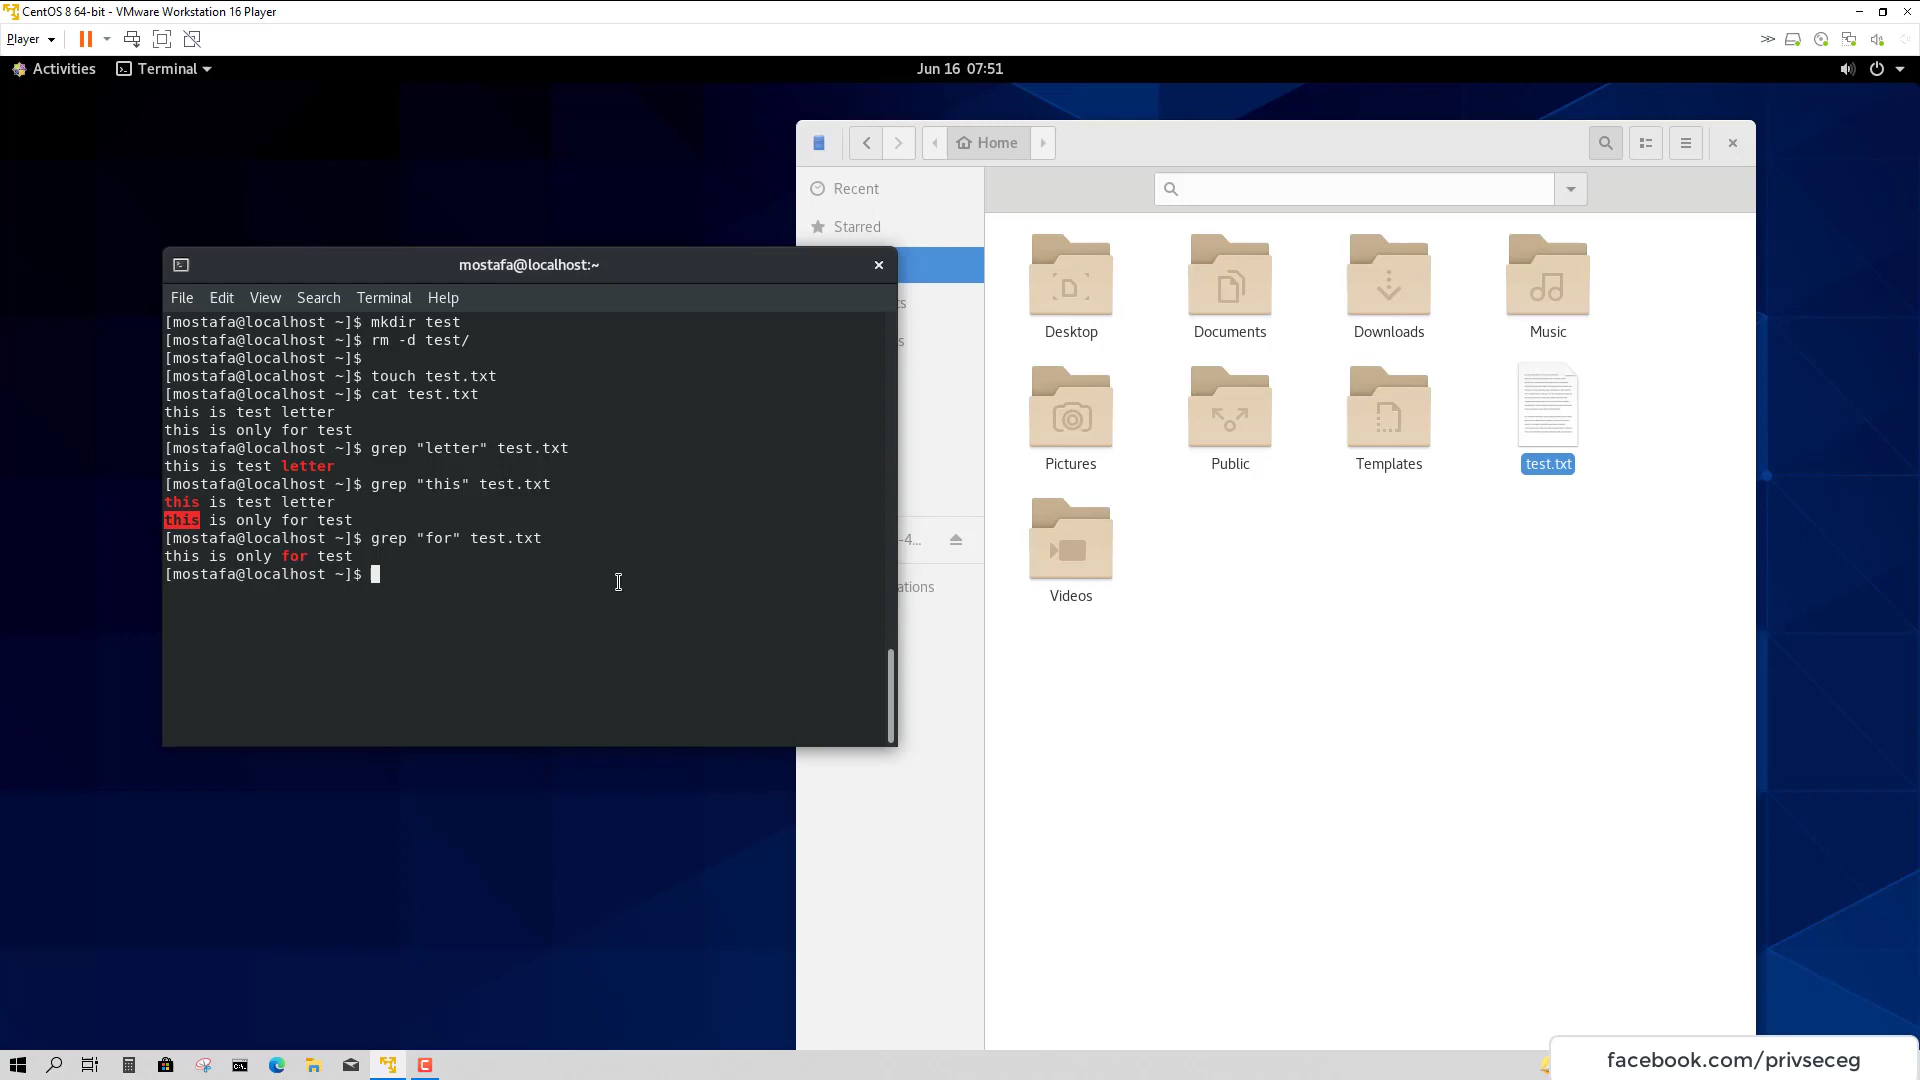 CentOS 8 64-bit - VMware Workstation 16 Player
Player
Activities
Terminal
Jun 16 07:51
Home
Recent
Starred
mostafa@localhost:~
File Edit View Search Terminal Help
[mostafa@localhost ~]$ mkdir test
[mostafa@localhost ~]$ rm -d test/
[mostafa@localhost ~]$
[mostafa@localhost ~]$ touch test.txt
[mostafa@localhost ~]$ cat test.txt
this is test letter
this is only for test
[mostafa@localhost ~]$ grep "letter" test.txt
this is test letter
[mostafa@localhost ~]$ grep "this" test.txt
this is test letter
this is only for test
[mostafa@localhost ~]$ grep "for" test.txt
this is only for test
[mostafa@localhost ~]$
Desktop
Documents
Downloads
Music
Pictures
Public
Templates
test.txt
Videos
facebook.com/privseceg